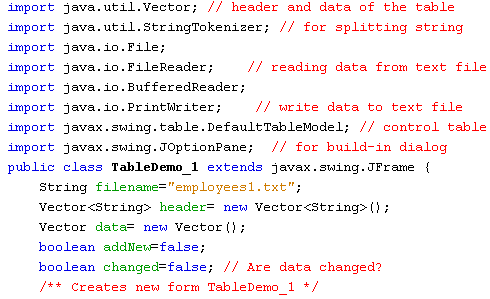 import java.util.Vector; // header and data of the table
import java.util.StringTokenizer; // for splitting string
import java.io.File;
import java.io.FileReader;    // reading data from text file
import java.io.BufferedReader;
import java.io.PrintWriter;    // write data to text file
import javax.swing.table.DefaultTableModel; // control table
import javax.swing.JOptionPane;  // for build-in dialog
public class TableDemo_1 extends javax.swing.JFrame {
    String filename="employees1.txt";
    Vector<String> header= new Vector<String>();
    Vector data= new Vector();
    boolean addNew=false;
    boolean changed=false; // Are data changed?
    /** Creates new form TableDemo_1 */